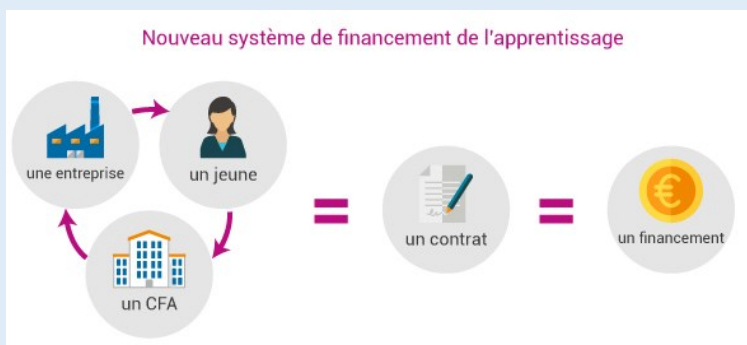 Nouveau système de financement de l'apprentissage
une entreprise
un jeune
un CFA
=
un contrat
=
un financement